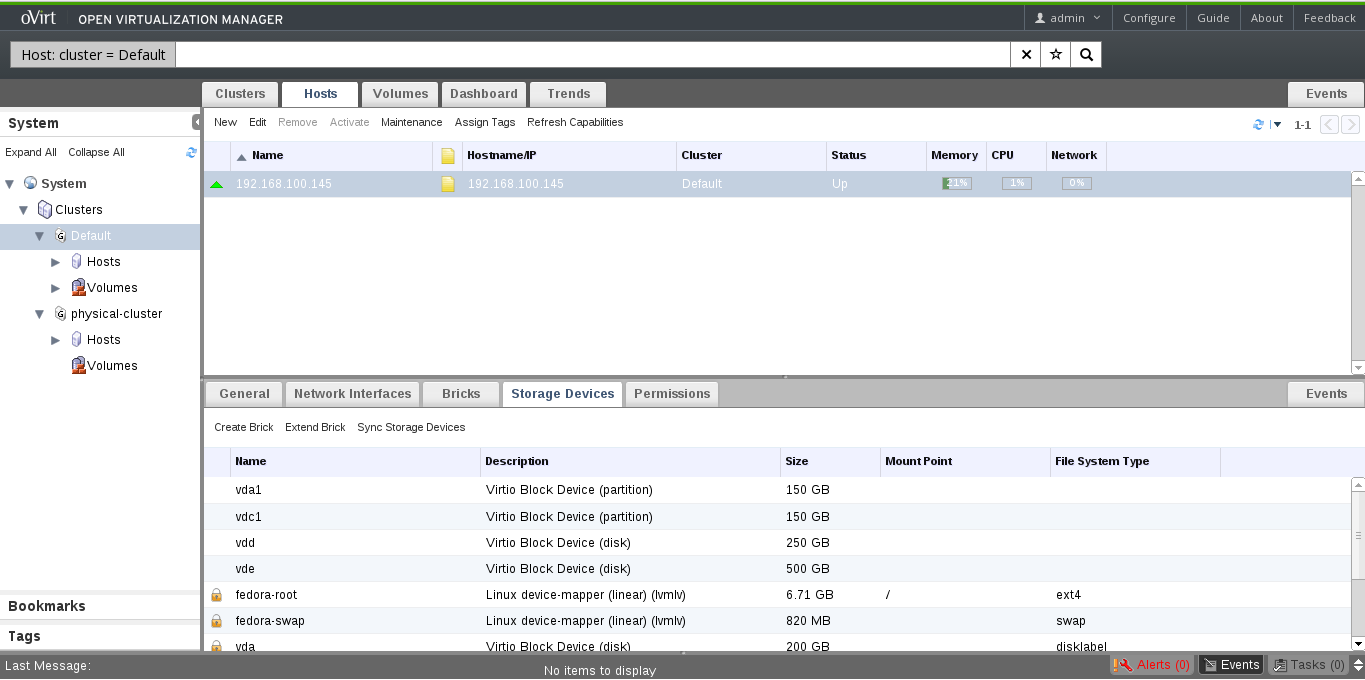 oVirt OPEN VIRTUALIZATION MANAGER admin Configure Guide About Feedback
Host: cluster = Default
Clusters Hosts Volumes Dashboard Trends Events
System
New Edit Remove Activate Maintenance Assign Tags Refresh Capabilities 1-1
Expand All Collapse All
Name Hostname/IP Cluster Status Memory CPU Network
192.168.100.145 192.168.100.145 Default Up 21% 1% 0%
System
Clusters
G Default
Hosts
Volumes
G physical-cluster
Hosts
Volumes
General Network Interfaces Bricks Storage Devices Permissions Events
Create Brick Extend Brick Sync Storage Devices
Name Description Size Mount Point File System Type
vda1 Virtio Block Device (partition) 150 GB
vdc1 Virtio Block Device (partition) 150 GB
vdd Virtio Block Device (disk) 250 GB
vde Virtio Block Device (disk) 500 GB
fedora-root Linux device-mapper (linear) (lvmlv) 6.71 GB / ext4
fedora-swap Linux device-mapper (linear) (lvmlv) 820 MB swap
vda Virtio Block Device (disk) 200 GB disklabel
Bookmarks
Tags
Last Message: No items to display Alerts (0) Events Tasks (0)